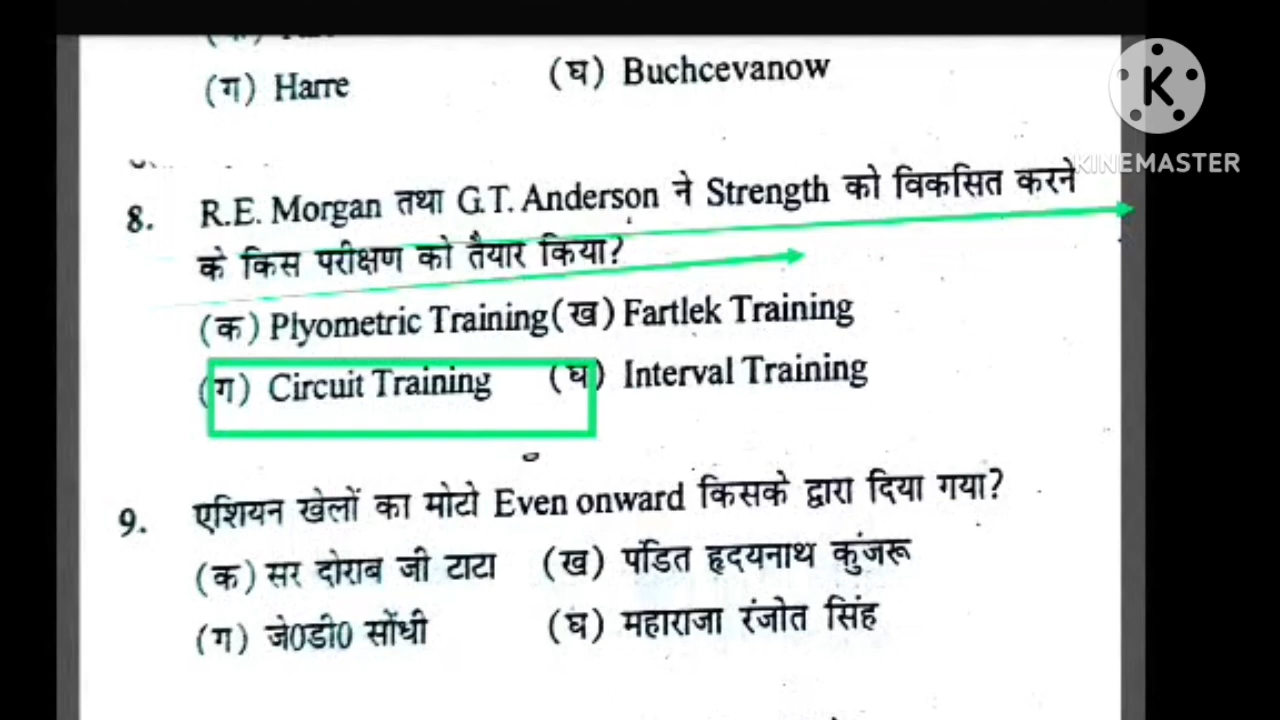 (ग) Harre (घ) Buchcevanow
K
KINEMASTER
8. R.E. Morgan तथा G.T. Anderson ने Strength को विकसित करने
के किस परीक्षण को तैयार किया?
(क) Plyometric Training (ख) Fartlek Training
(ग) Circuit Training (घ) Interval Training
9. एशियन खेलों का मोटो Even onward किसके द्वारा दिया गया?
(क) सर दोराब जी टाटा (ख) पंडित हृदयनाथ कुंजरू
(ग) जे0डी0 सोंधी (घ) महाराजा रंजोत सिंह